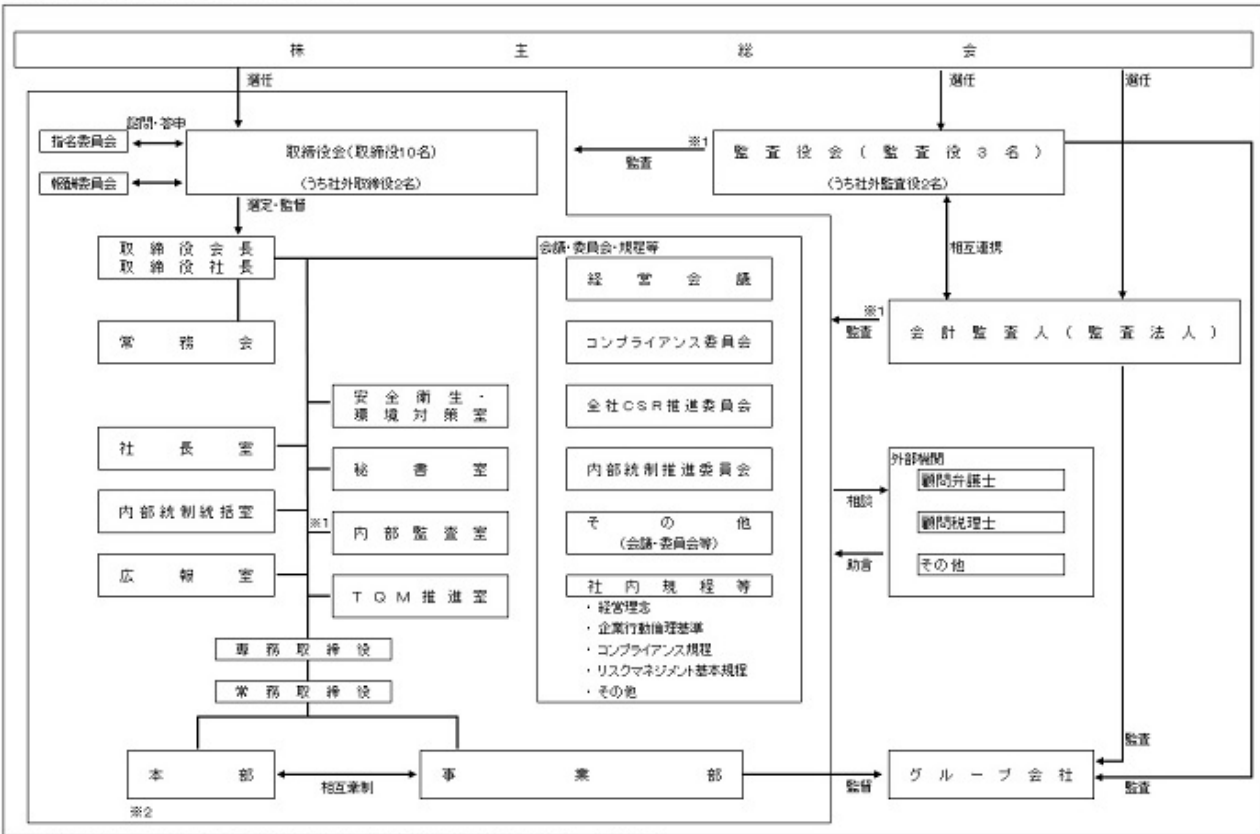 株主総会
選任
選任
選任
諮問・答申
指名委員会
報酬委員会
取締役会(取締役10名)
(うち社外取締役2名)
※1
監査
監査役会(監査役3名)
(うち社外監査役2名)
選定・監督
取締役会長
取締役社長
会議・委員会・規程等
経営会議
相互連携
常務会
コンプライアンス委員会
※1
監査
会計監査人(監査法人)
安全衛生・
環境対策室
全社CSR推進委員会
社長室
秘書室
内部統制推進委員会
外部機関
顧問弁護士
相談
内部統制統括室
※1
内部監査室
その他
(会議・委員会等)
顧問税理士
広報室
助言
その他
TQM推進室
社内規程等
・経営理念
・企業行動倫理基準
・コンプライアンス規程
・リスクマネジメント基本規程
・その他
専務取締役
常務取締役
監査
本部
相互牽制
事業部
監督
グループ会社
監査
※2